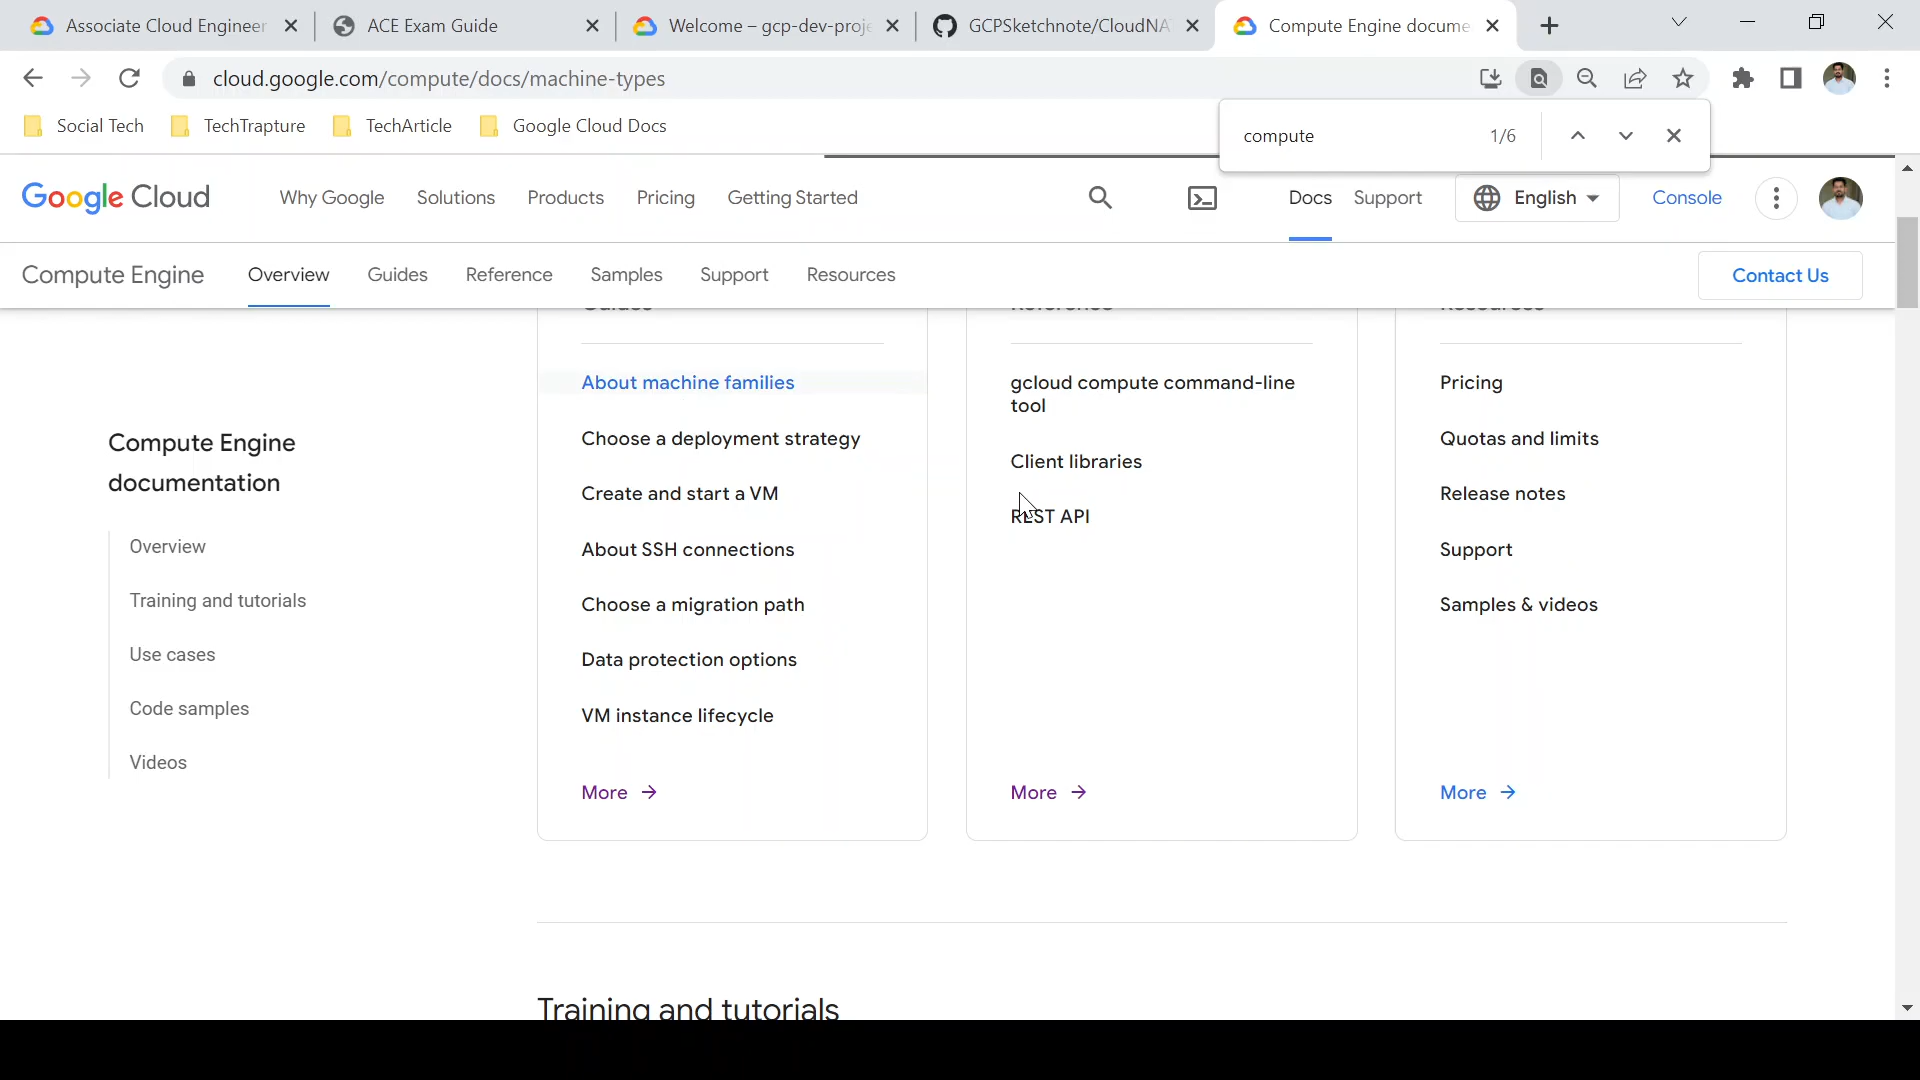 Associate Cloud Engineer
ACE Exam Guide
Welcome – gcp-dev-proje
GCPSketchnote/CloudNA
Compute Engine docume
cloud.google.com/compute/docs/machine-types
Social Tech
TechTrapture
TechArticle
Google Cloud Docs
compute
1/6
Google Cloud
Why Google
Solutions
Products
Pricing
Getting Started
Docs
Support
English
Console
Compute Engine
Overview
Guides
Reference
Samples
Support
Resources
Contact Us
Guides
Reference
Resources
Compute Engine
documentation
Overview
Training and tutorials
Use cases
Code samples
Videos
About machine families
Choose a deployment strategy
Create and start a VM
About SSH connections
Choose a migration path
Data protection options
VM instance lifecycle
More
gcloud compute command-line
tool
Client libraries
REST API
More
Pricing
Quotas and limits
Release notes
Support
Samples & videos
More
Training and tutorials